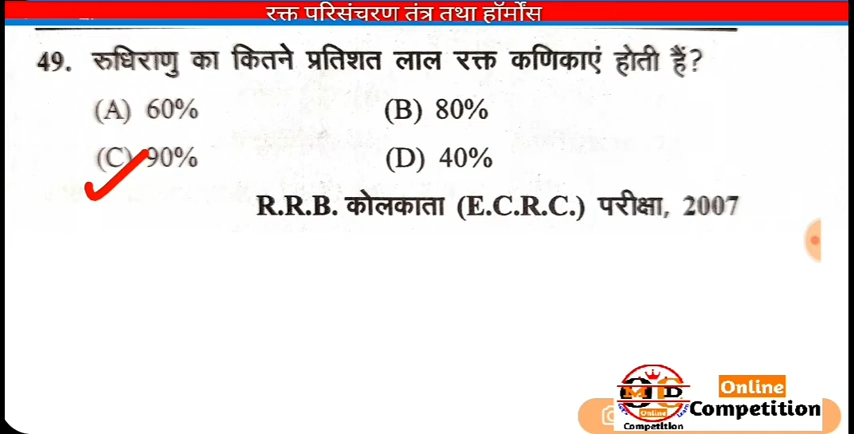 रक्त परिसंचरण तंत्र तथा हॉर्मोंस
49. रुधिराणु का कितने प्रतिशत लाल रक्त कणिकाएं होती हैं?
(A) 60% (B) 80%
(C) 90% (D) 40%
R.R.B. कोलकाता (E.C.R.C.) परीक्षा, 2007
Online
Competition
Online
Competition